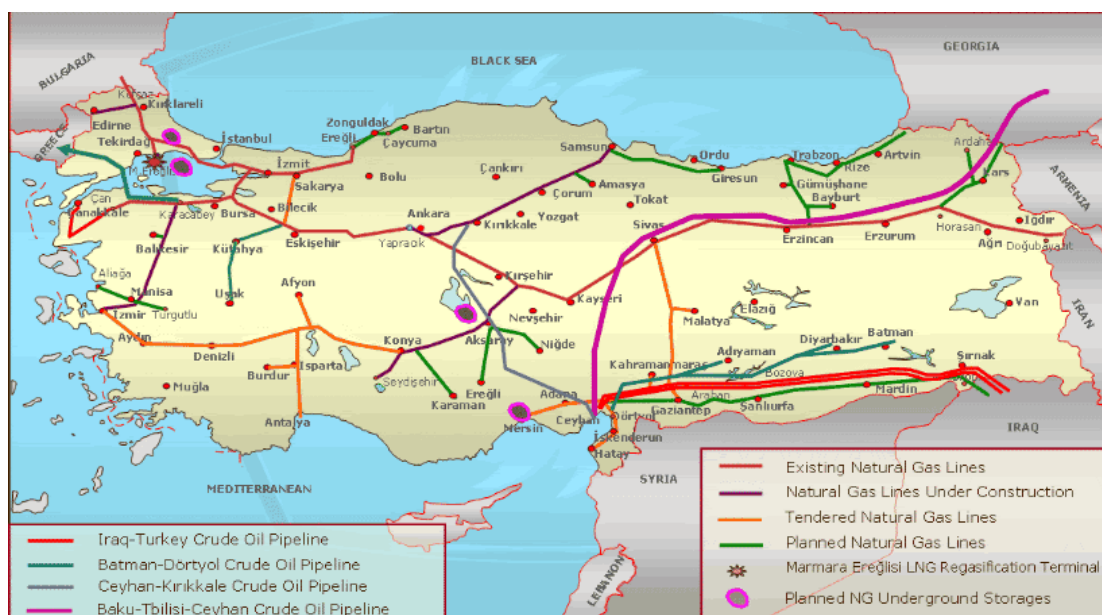 BULGARIA
BLACK SEA
GEORGIA
Kırklareli
Edirne
Tekirdağ
İstanbul
GREECE
M.Ereğlisi
Zonguldak
Ereğli
Bartın
Çaycuma
İzmit
Sakarya
Bolu
Çankırı
Samsun
Ordu
Giresun
Trabzon
Rize
Artvin
Ardahan
Kars
ARMENIA
Gümüşhane
Bayburt
Amasya
Çorum
Tokat
Çan
Çanakkale
Karacabey
Bursa
Bilecik
Eskişehir
Ankara
Yapracık
Kırıkkale
Yozgat
Sivas
Erzincan
Erzurum
Horasan
Iğdır
Ağrı
Doğubayazıt
Balıkesir
Kütahya
Aliağa
Manisa
Uşak
Afyon
Kırşehir
Kayseri
Nevşehir
Malatya
Elazığ
Van
IRAN
İzmir
Turgutlu
Aydın
Denizli
Isparta
Burdur
Konya
Aksaray
Niğde
Seydişehir
Karaman
Ereğli
Kahramanmaraş
Adıyaman
Diyarbakır
Batman
Bozova
Şırnak
Muğla
Antalya
Mersin
Adana
Ceyhan
Dörtyol
Gaziantep
Araban
Şanlıurfa
Mardin
İskenderun
Hatay
MEDITERRANEAN
SYRIA
IRAQ
LEBANON
Iraq-Turkey Crude Oil Pipeline
Batman-Dörtyol Crude Oil Pipeline
Ceyhan-Kırıkkale Crude Oil Pipeline
Baku-Tbilisi-Ceyhan Crude Oil Pipeline
Existing Natural Gas Lines
Natural Gas Lines Under Construction
Tendered Natural Gas Lines
Planned Natural Gas Lines
Marmara Ereğlisi LNG Regasification Terminal
Planned NG Underground Storages